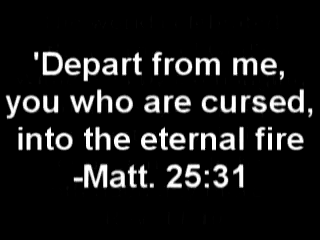 'Depart from me,
you who are cursed,
into the eternal fire
-Matt. 25:31